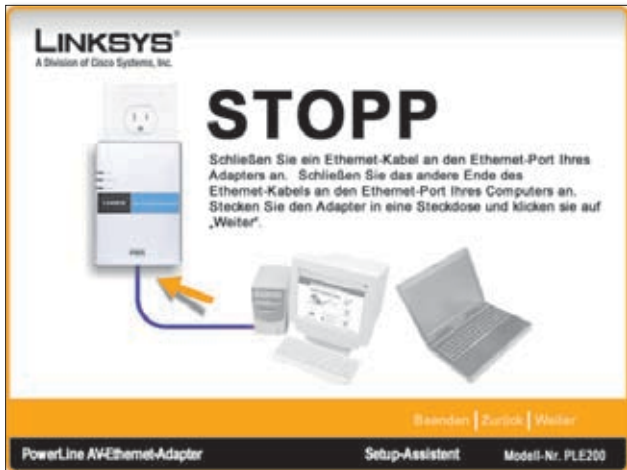 LINKSYS®
A Division of Cisco Systems, Inc.
STOPP
Schließen Sie ein Ethernet-Kabel an den Ethernet-Port Ihres
Adapters an. Schließen Sie das andere Ende des
Ethernet-Kabels an den Ethernet-Port Ihres Computers an.
Stecken Sie den Adapter in eine Steckdose und klicken sie auf
„Weiter".
LINKSYS
Beenden | Zurück | Weiter
PowerLine AV-Ethernet-Adapter Setup-Assistent Modell-Nr. PLE200